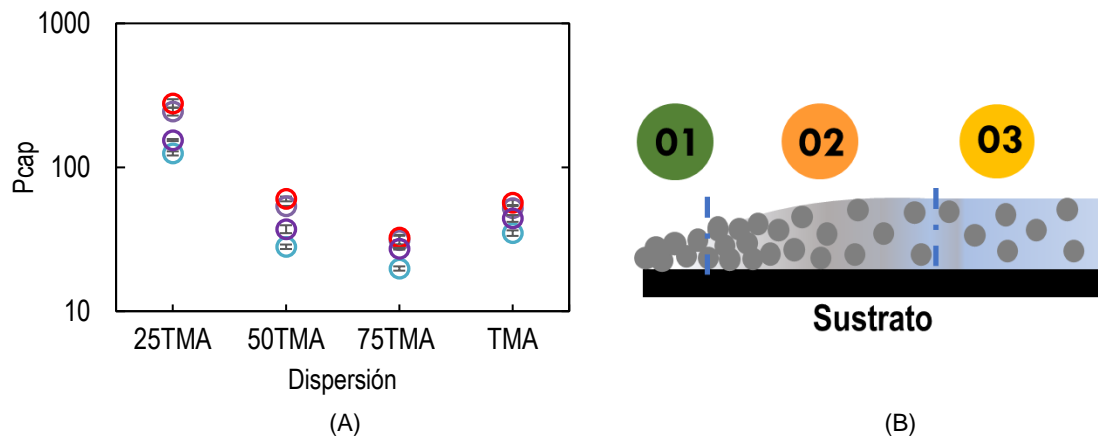 1000
100
10
Pcap
25TMA 50TMA 75TMA TMA
Dispersión
(A)
01 02 03
Sustrato
(B)